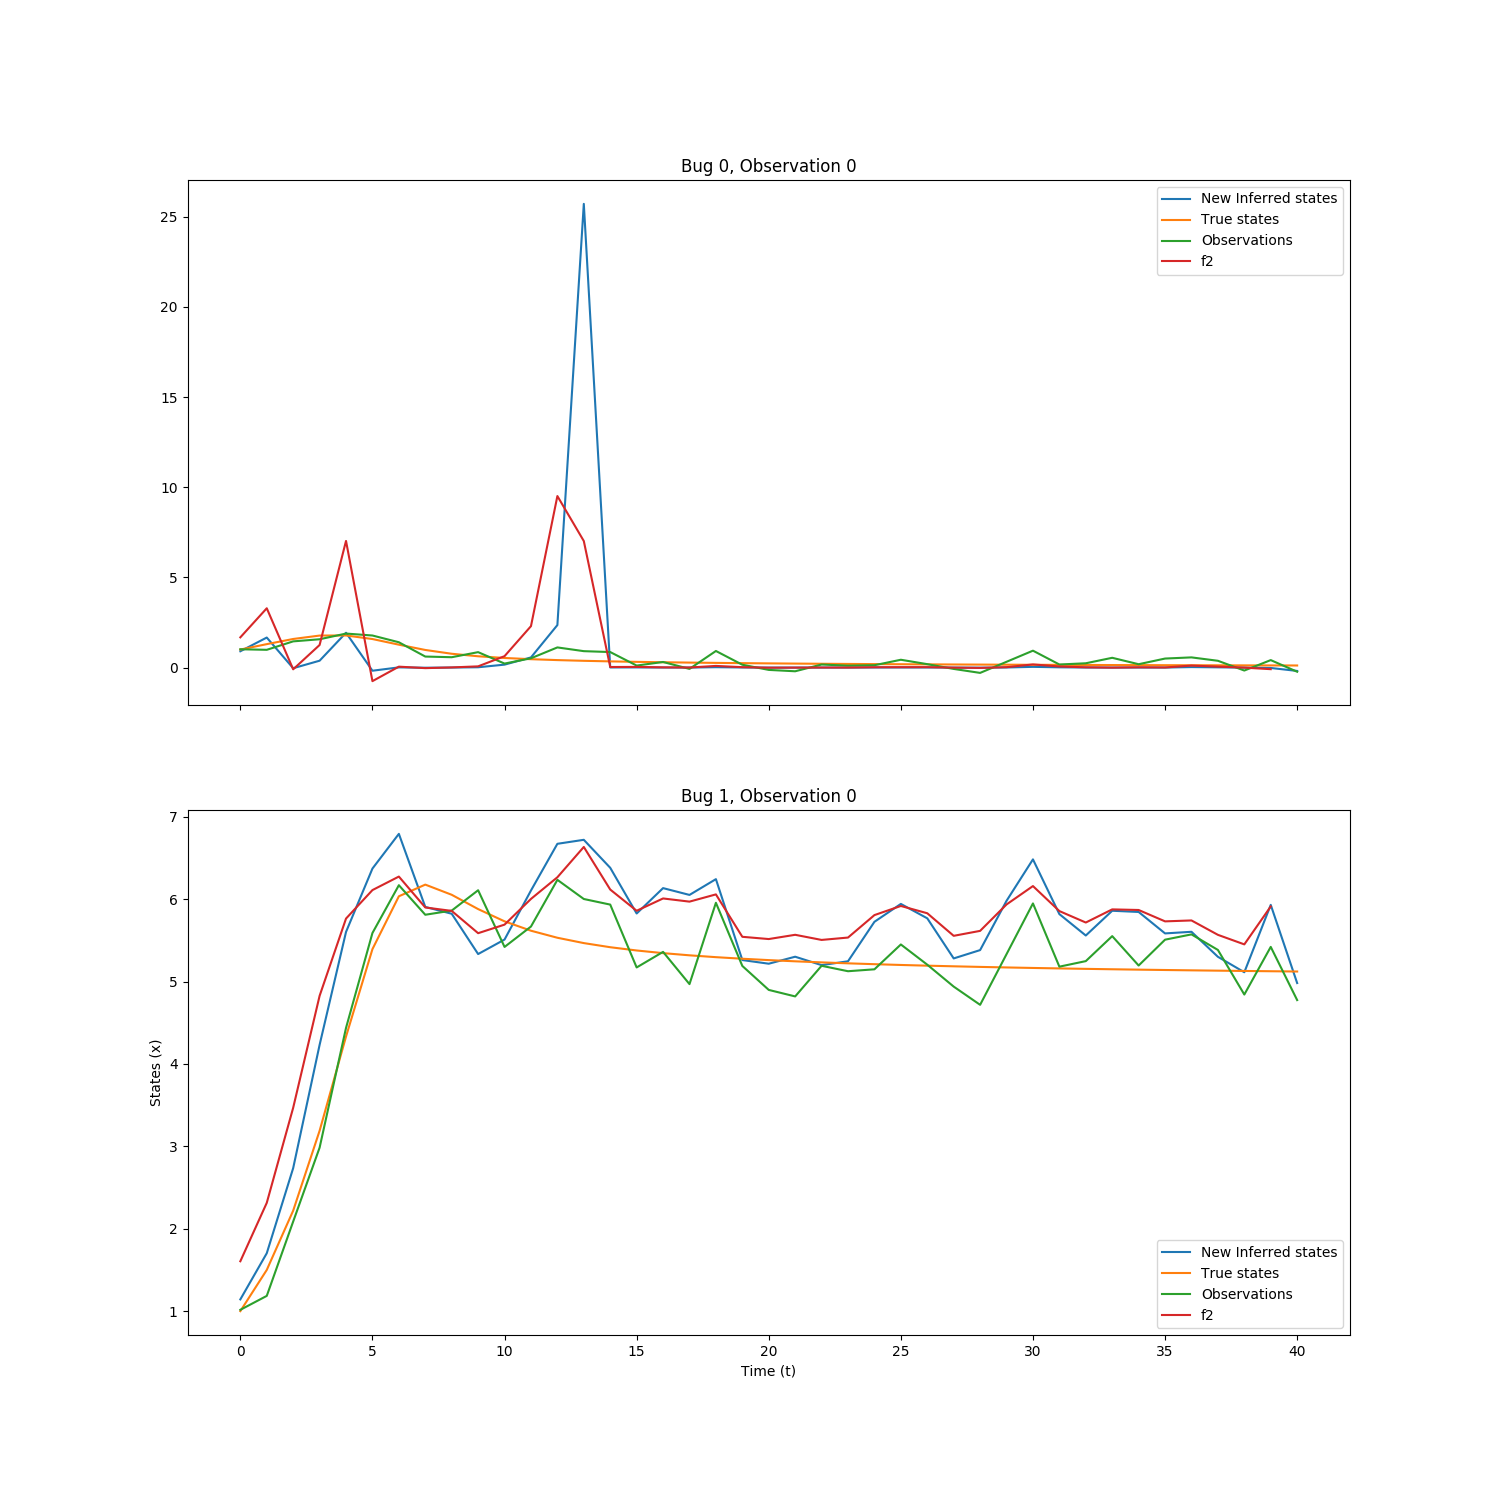 Bug 0, Observation 0
New Inferred states
True states
Observations
f2
25
20
15
10
5
0
Bug 1, Observation 0
7
6
5
4
3
2
1
States (x)
New Inferred states
True states
Observations
f2
0 5 10 15 20 25 30 35 40
Time (t)